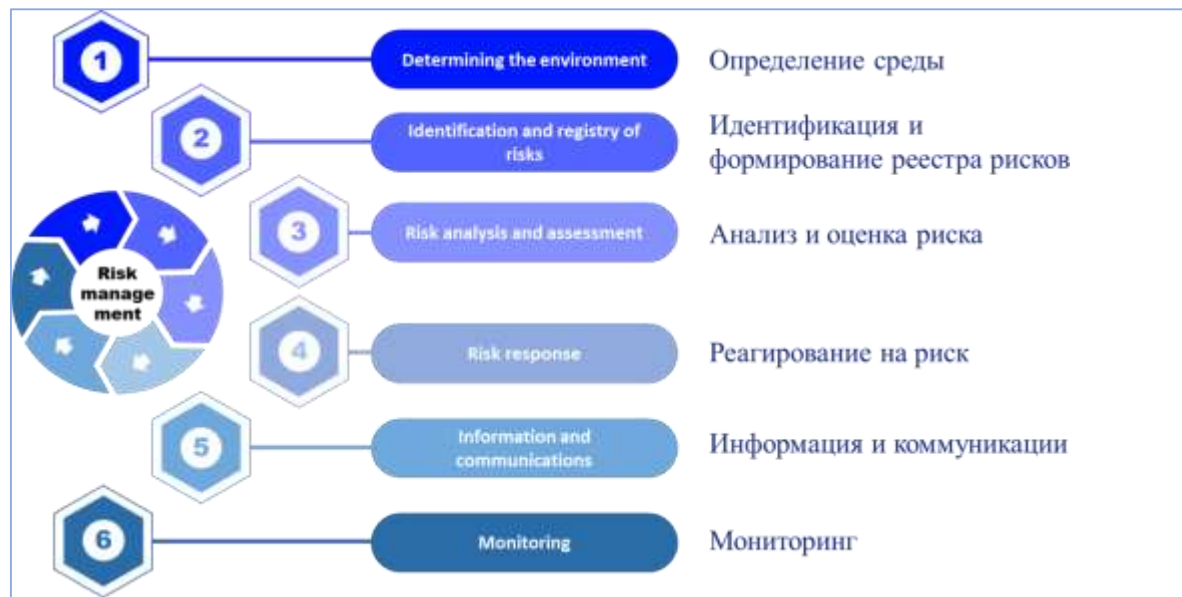 1
Determining the environment
Определение среды
2
Identification and registry of
risks
Идентификация и
формирование реестра рисков
3
Risk analysis and assessment
Анализ и оценка риска
Risk
manage
ment
4
Risk response
Реагирование на риск
5
Information and
communications
Информация и коммуникации
6
Monitoring
Мониторинг